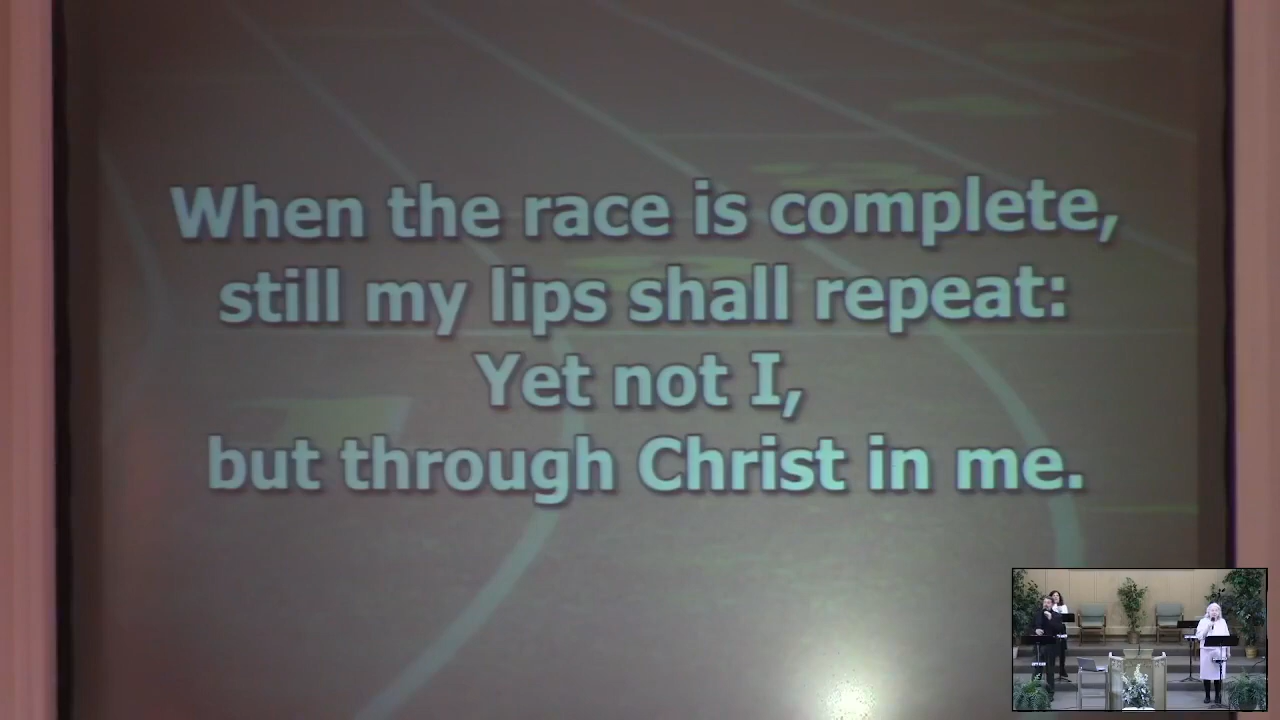 When the race is complete,
still my lips shall repeat:
Yet not I,
but through Christ in me.